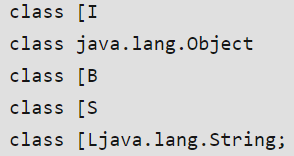 class [I
class java.lang.Object
class [B
class [S
class [Ljava.lang.String;